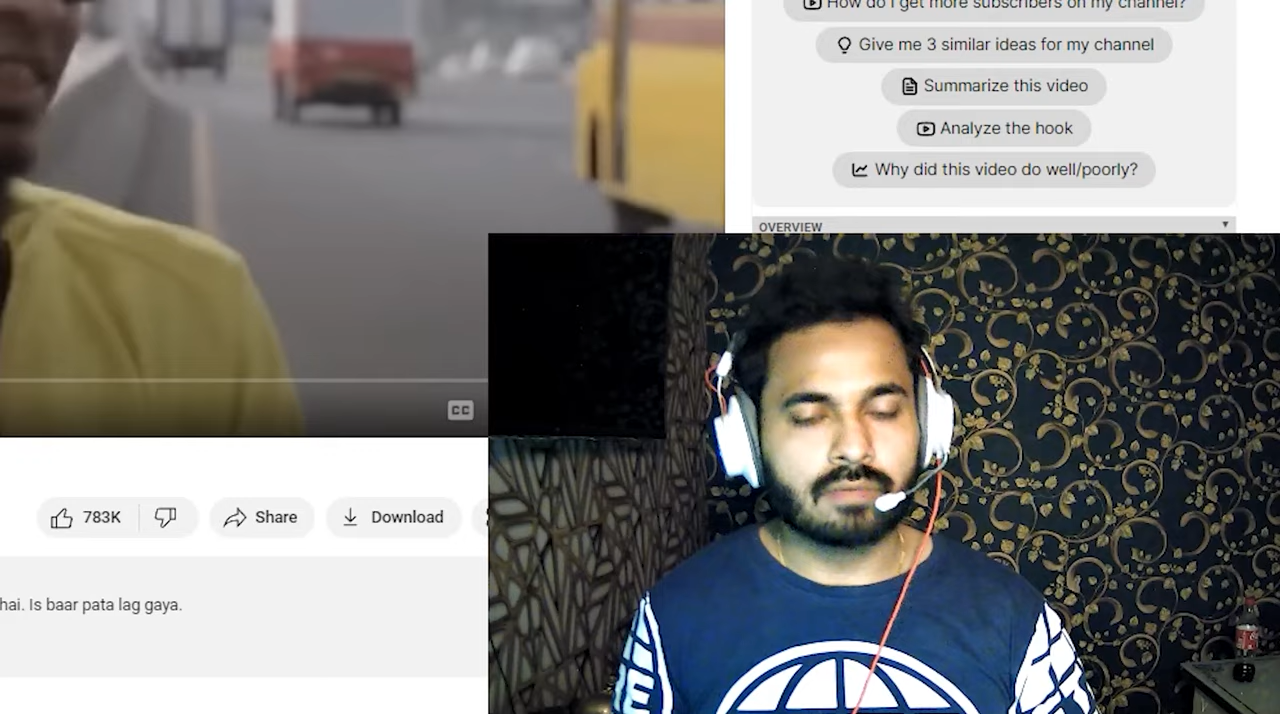 How do I get more subscribers on my channel?
Give me 3 similar ideas for my channel
Summarize this video
Analyze the hook
Why did this video do well/poorly?
OVERVIEW
CC
783K
Share
Download
hai. Is baar pata lag gaya.